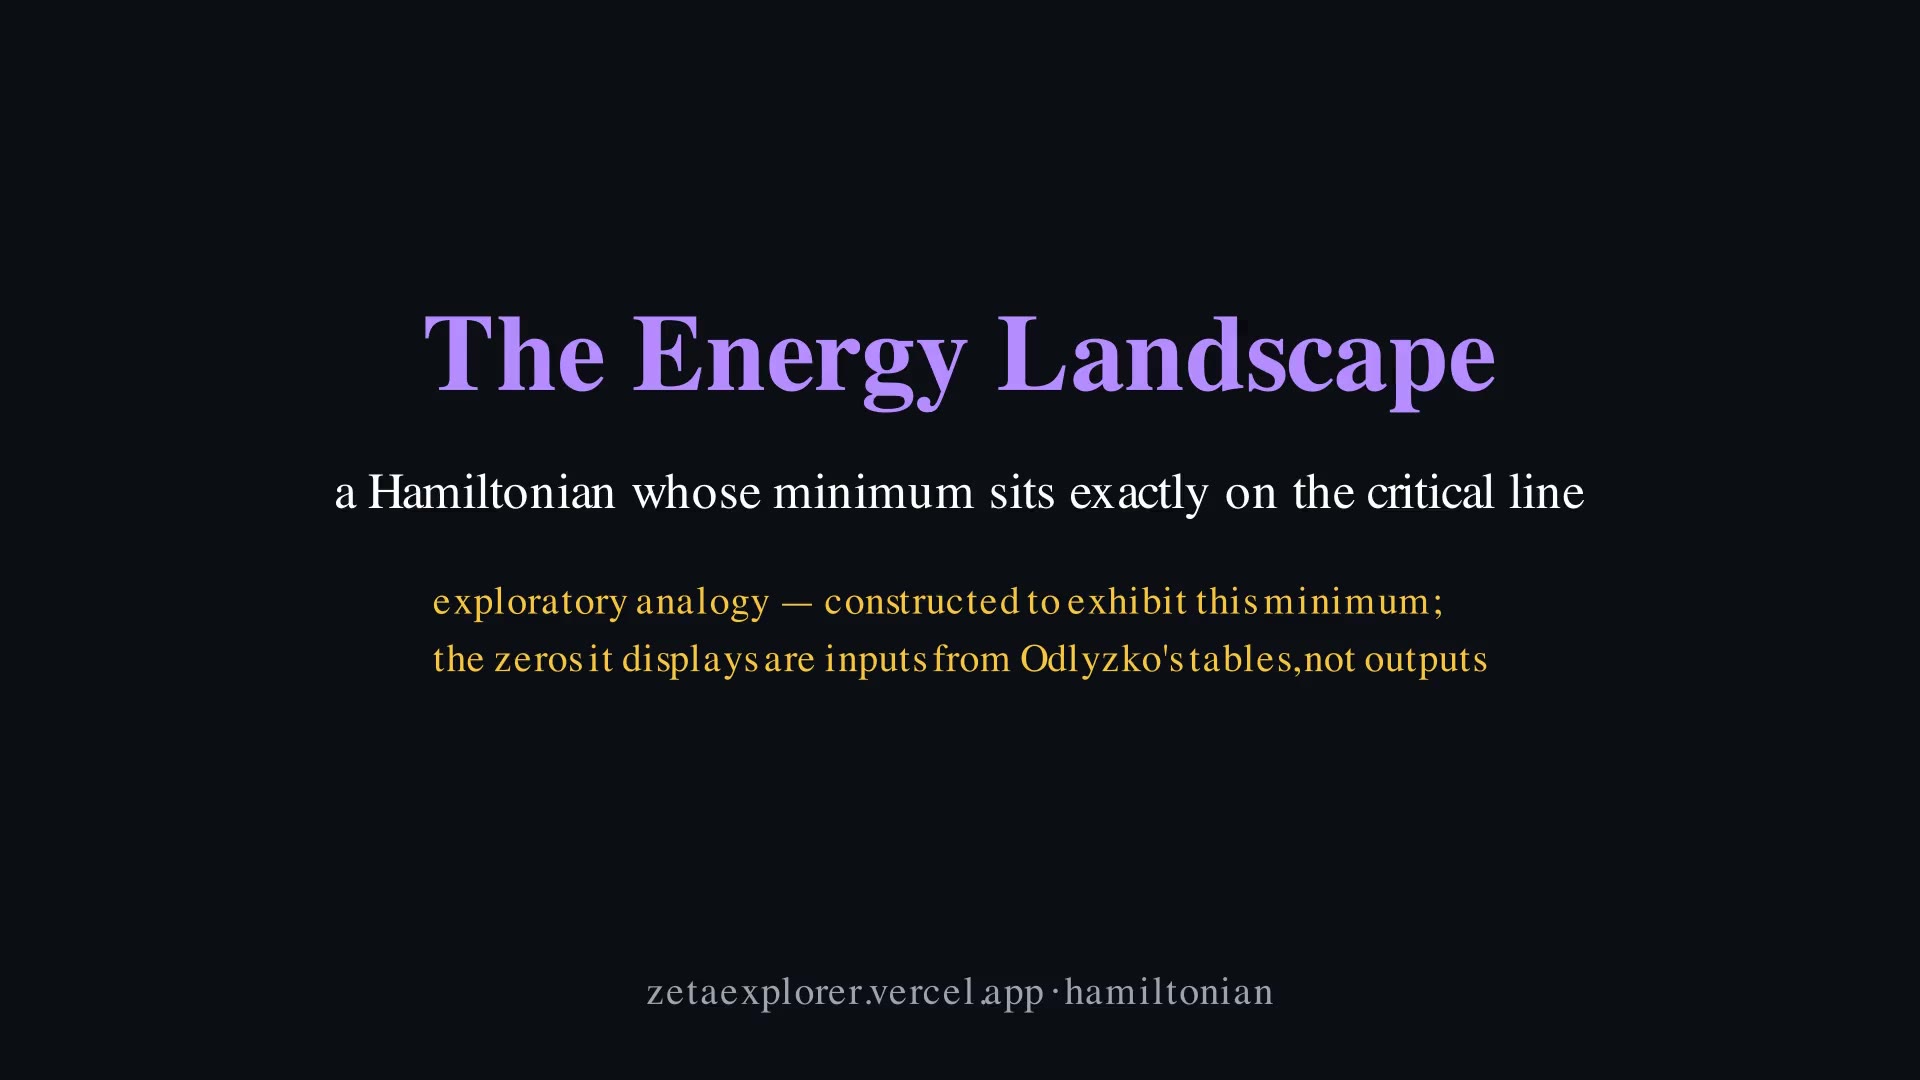 The Energy Landscape
a Hamiltonian whose minimum sits exactly on the critical line
exploratory analogy — constructed to exhibit this minimum;
the zeros it displays are inputs from Odlyzko's tables, not outputs
zetaexplorer.vercel.app · hamiltonian